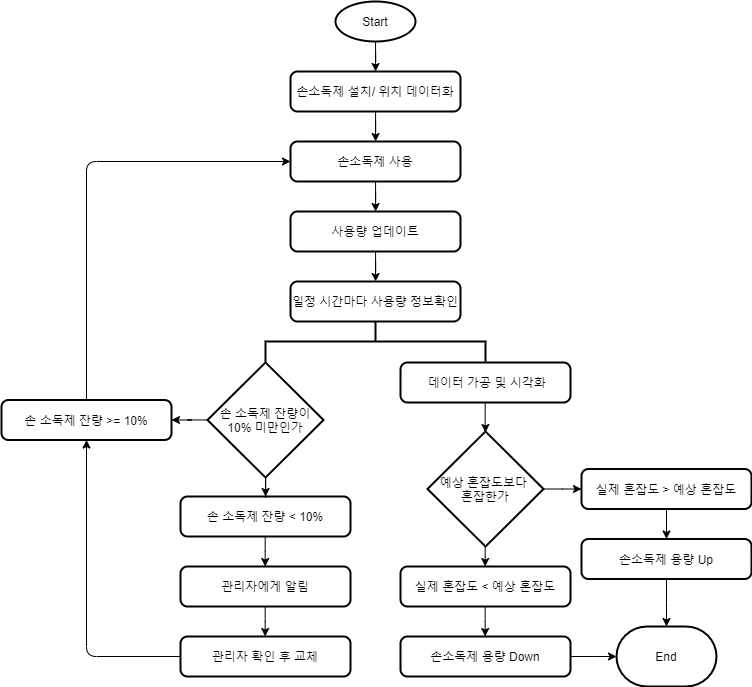 Start
손소독제 설치/ 위치 데이터화
손소독제 사용
사용량 업데이트
일정 시간마다 사용량 정보확인
손 소독제 잔량이
10% 미만인가
데이터 가공 및 시각화
손 소독제 잔량 >= 10%
예상 혼잡도보다
혼잡한가
실제 혼잡도 > 예상 혼잡도
손 소독제 잔량 < 10%
손소독제 용량 Up
관리자에게 알림
실제 혼잡도 < 예상 혼잡도
관리자 확인 후 교체
손소독제 용량 Down
End